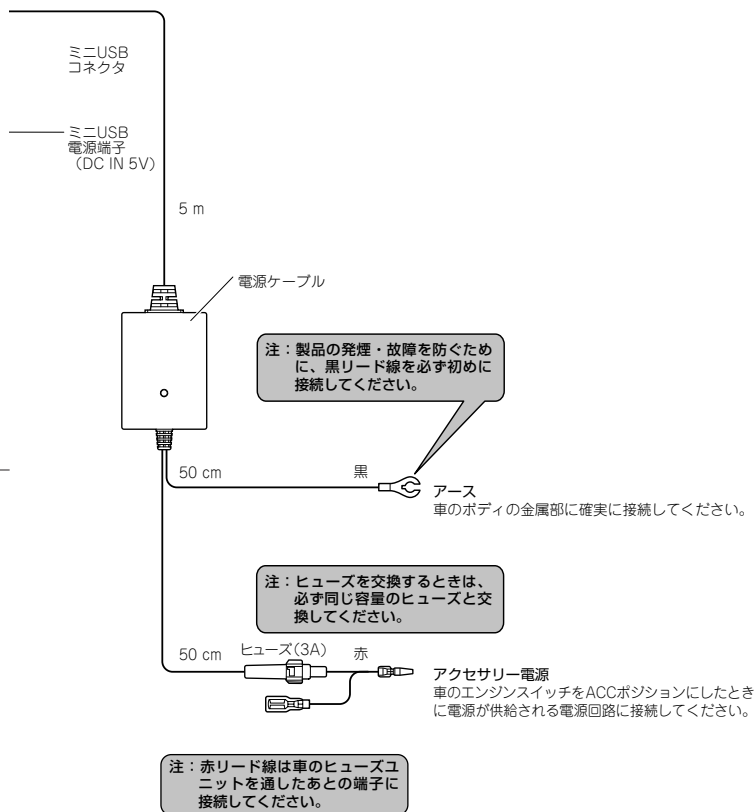 ミニUSB
コネクタ
ミニUSB
電源端子
（DC IN 5V）
5 m
電源ケーブル
注：製品の発煙・故障を防ぐため
に、黒リード線を必ず初めに
接続してください。
50 cm
黒
アース
車のボディの金属部に確実に接続してください。
注：ヒューズを交換するときは、
必ず同じ容量のヒューズと交
換してください。
50 cm
ヒューズ(3A)
赤
アクセサリー電源
車のエンジンスイッチをACCポジションにしたとき
に電源が供給される電源回路に接続してください。
注：赤リード線は車のヒューズユ
ニットを通したあとの端子に
接続してください。